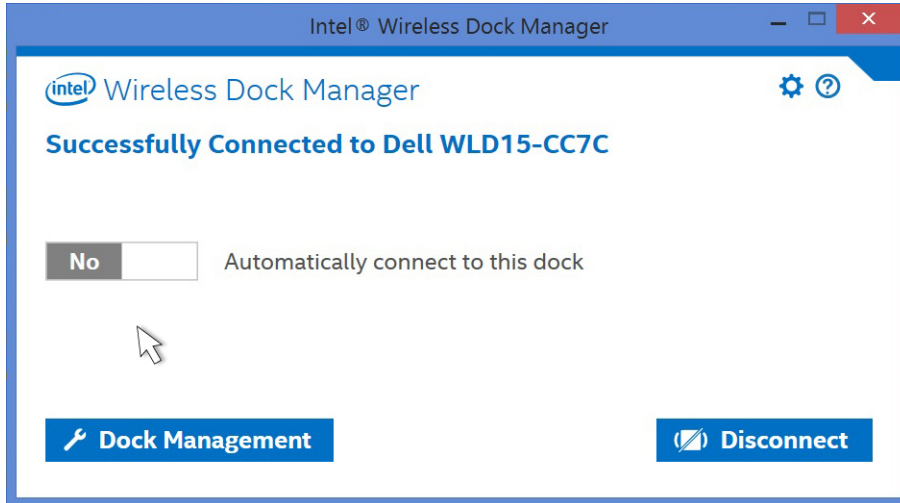 Intel® Wireless Dock Manager
intel Wireless Dock Manager
Successfully Connected to Dell WLD15-CC7C
No Automatically connect to this dock
Dock Management Disconnect